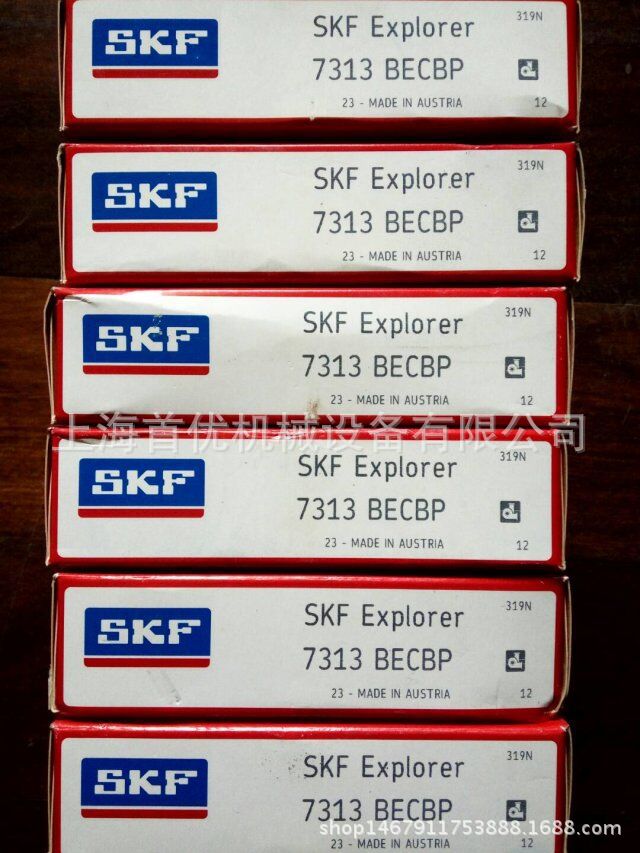 SKF
SKF Explorer
319N
7313 BECBP
23 - MADE IN AUSTRIA
12
SKF
SKF Explorer
319N
7313 BECBP
23 - MADE IN AUSTRIA
12
SKF
SKF Explorer
319N
7313 BECBP
23 - MADE IN AUSTRIA
12
上海首优机械设备有限公司
SKF
SKF Explorer
319N
7313 BECBP
23 - MADE IN AUSTRIA
12
SKF
SKF Explorer
319N
7313 BECBP
23 - MADE IN AUSTRIA
12
SKF
SKF Explorer
319N
7313 BECBP
shop1467911753888.1688.com
23 - MADE IN AUSTRIA
12